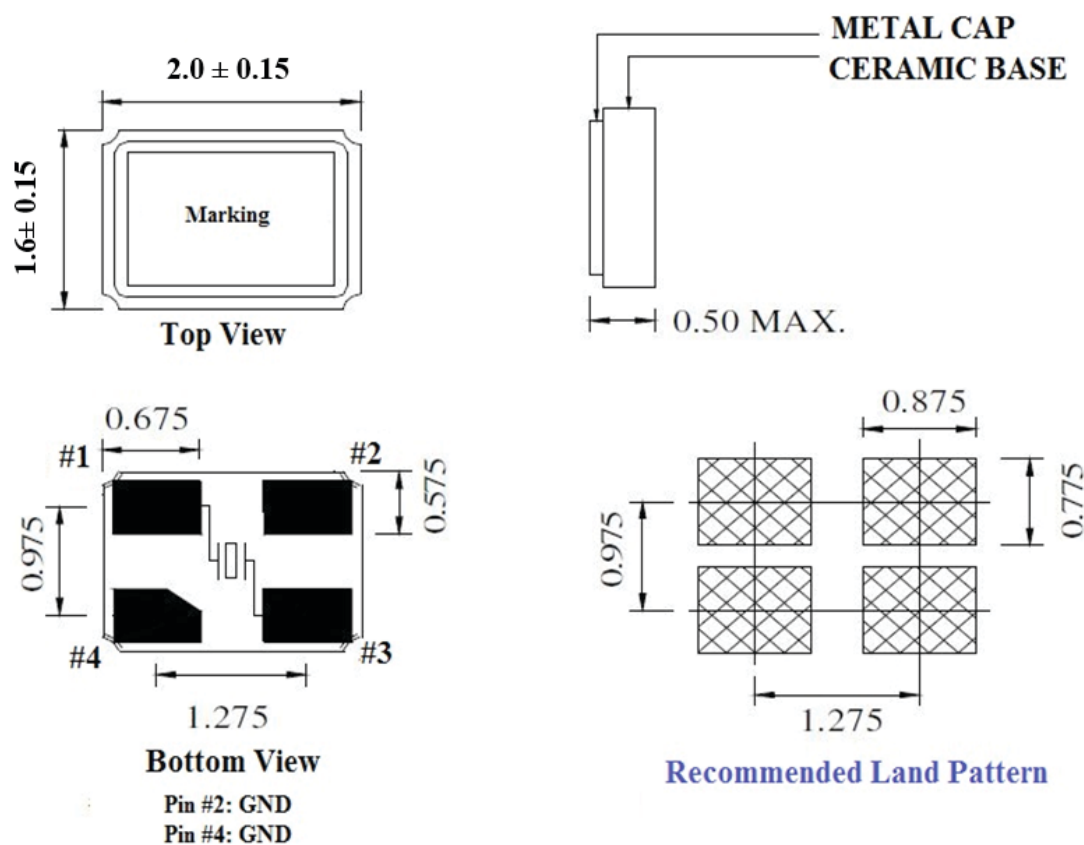 METAL CAP
CERAMIC BASE
2.0 ± 0.15
1.6± 0.15
Marking
Top View
0.50 MAX.
0.675
#1
#2
0.575
0.975
#4
#3
1.275
Bottom View
Pin #2: GND
Pin #4: GND
0.875
0.775
0.975
1.275
Recommended Land Pattern